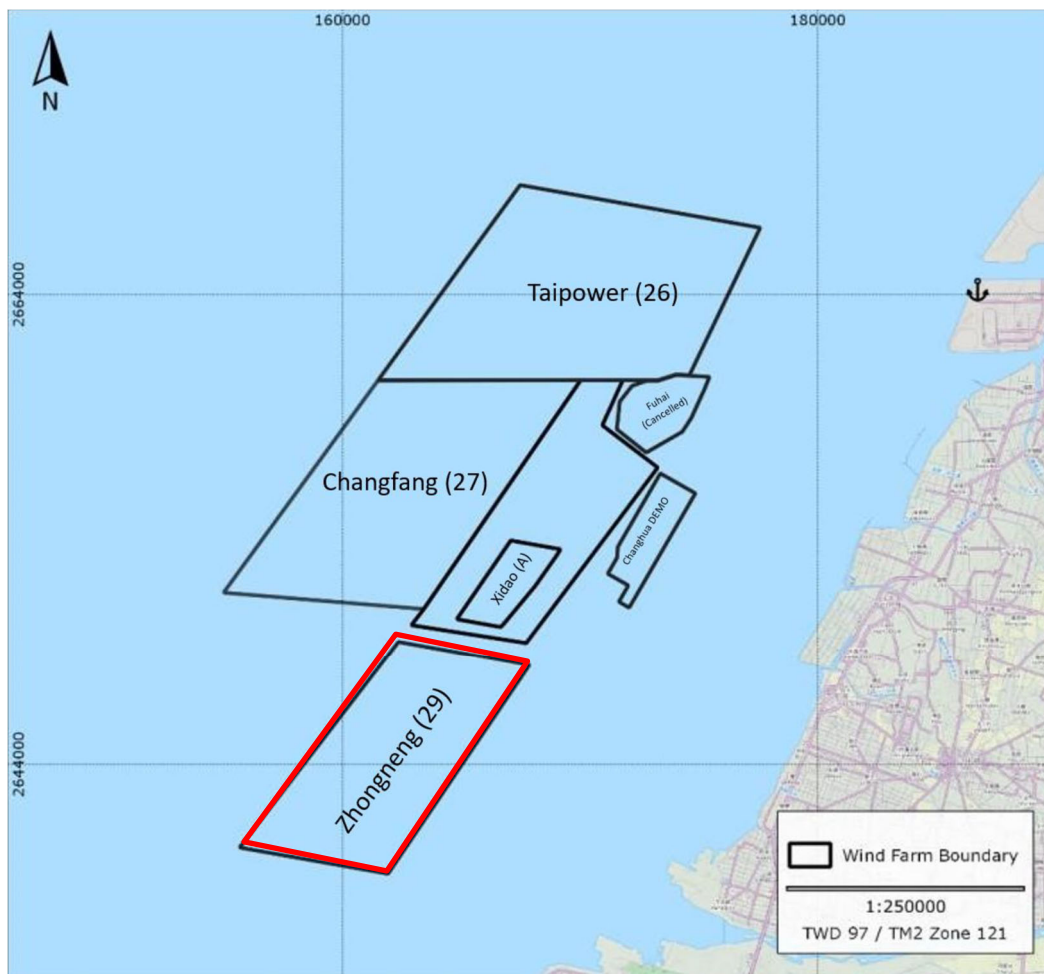 160000
180000
N
2664000
Taipower (26)
Fuhai
(Cancelled)
Changfang (27)
Changhua DEMO
Xidao (A)
Zhongneng (29)
2644000
Wind Farm Boundary
1:250000
TWD 97 / TM2 Zone 121